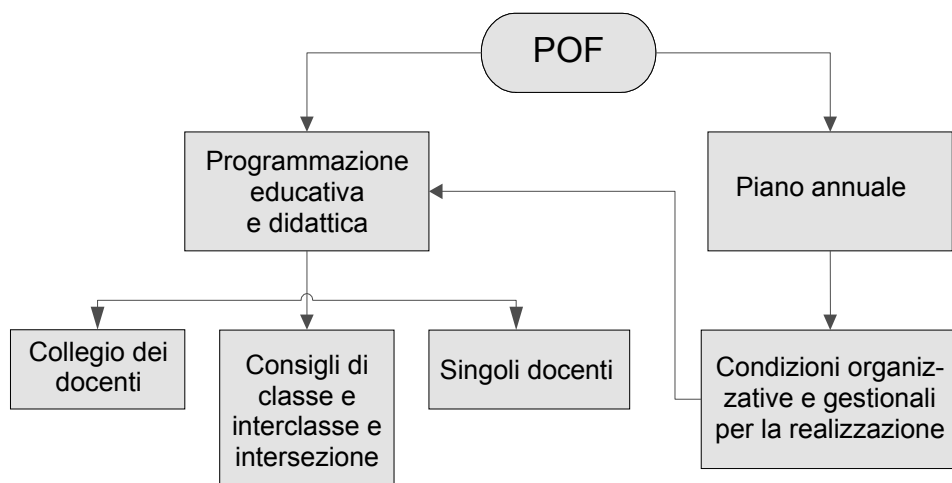 POF
Programmazione
educativa
e didattica
Piano annuale
Collegio dei
docenti
Consigli di
classe e
interclasse e
intersezione
Singoli docenti
Condizioni organiz-
zative e gestionali
per la realizzazione